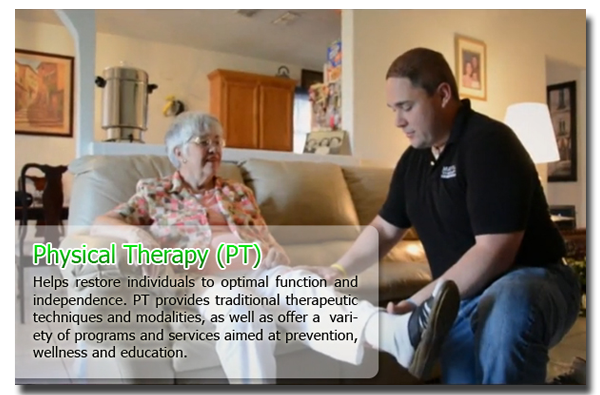 Physical Therapy (PT)
Helps restore individuals to optimal function and
independence. PT provides traditional therapeutic
techniques and modalities, as well as offer a vari-
ety of programs and services aimed at prevention,
wellness and education.